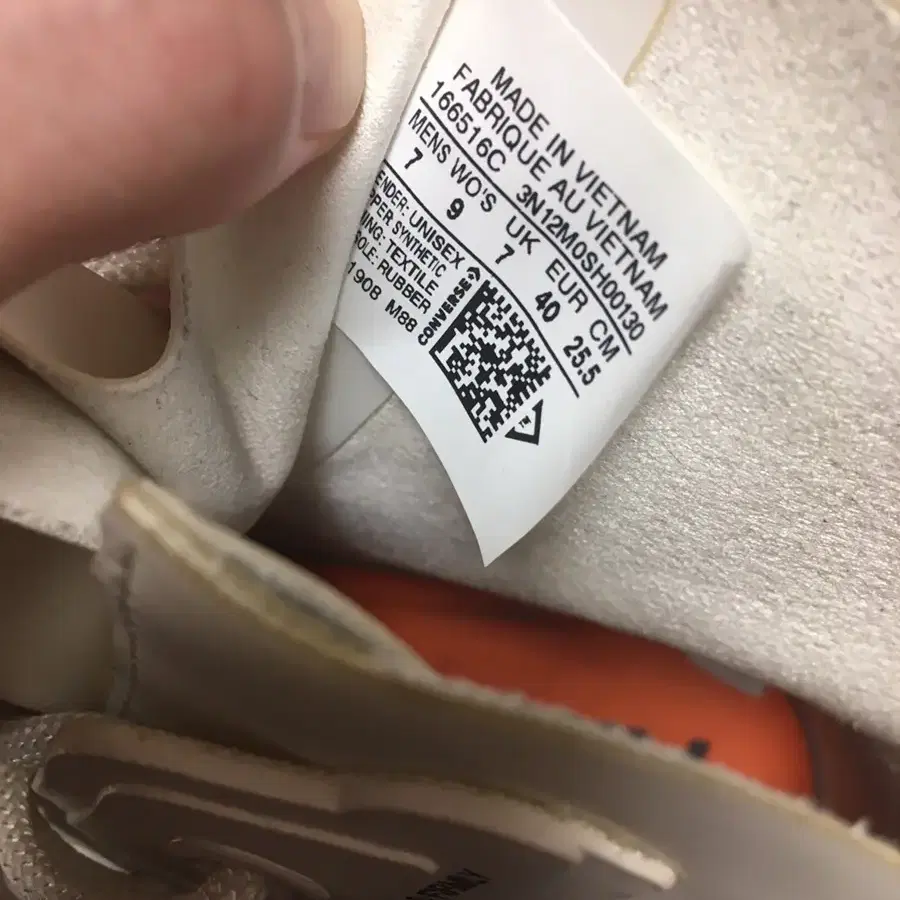 MADE IN VIETNAM
FABRIQUE AU VIETNAM
166516C 3N12M0SH00130
MENS WO'S UK EUR CM
7 9 7 40 25.5
ENDER: UNISEX
PPER SYNTHETIC
NING: TEXTILE
SOLE: RUBBER
1908 M88
CONVERSE